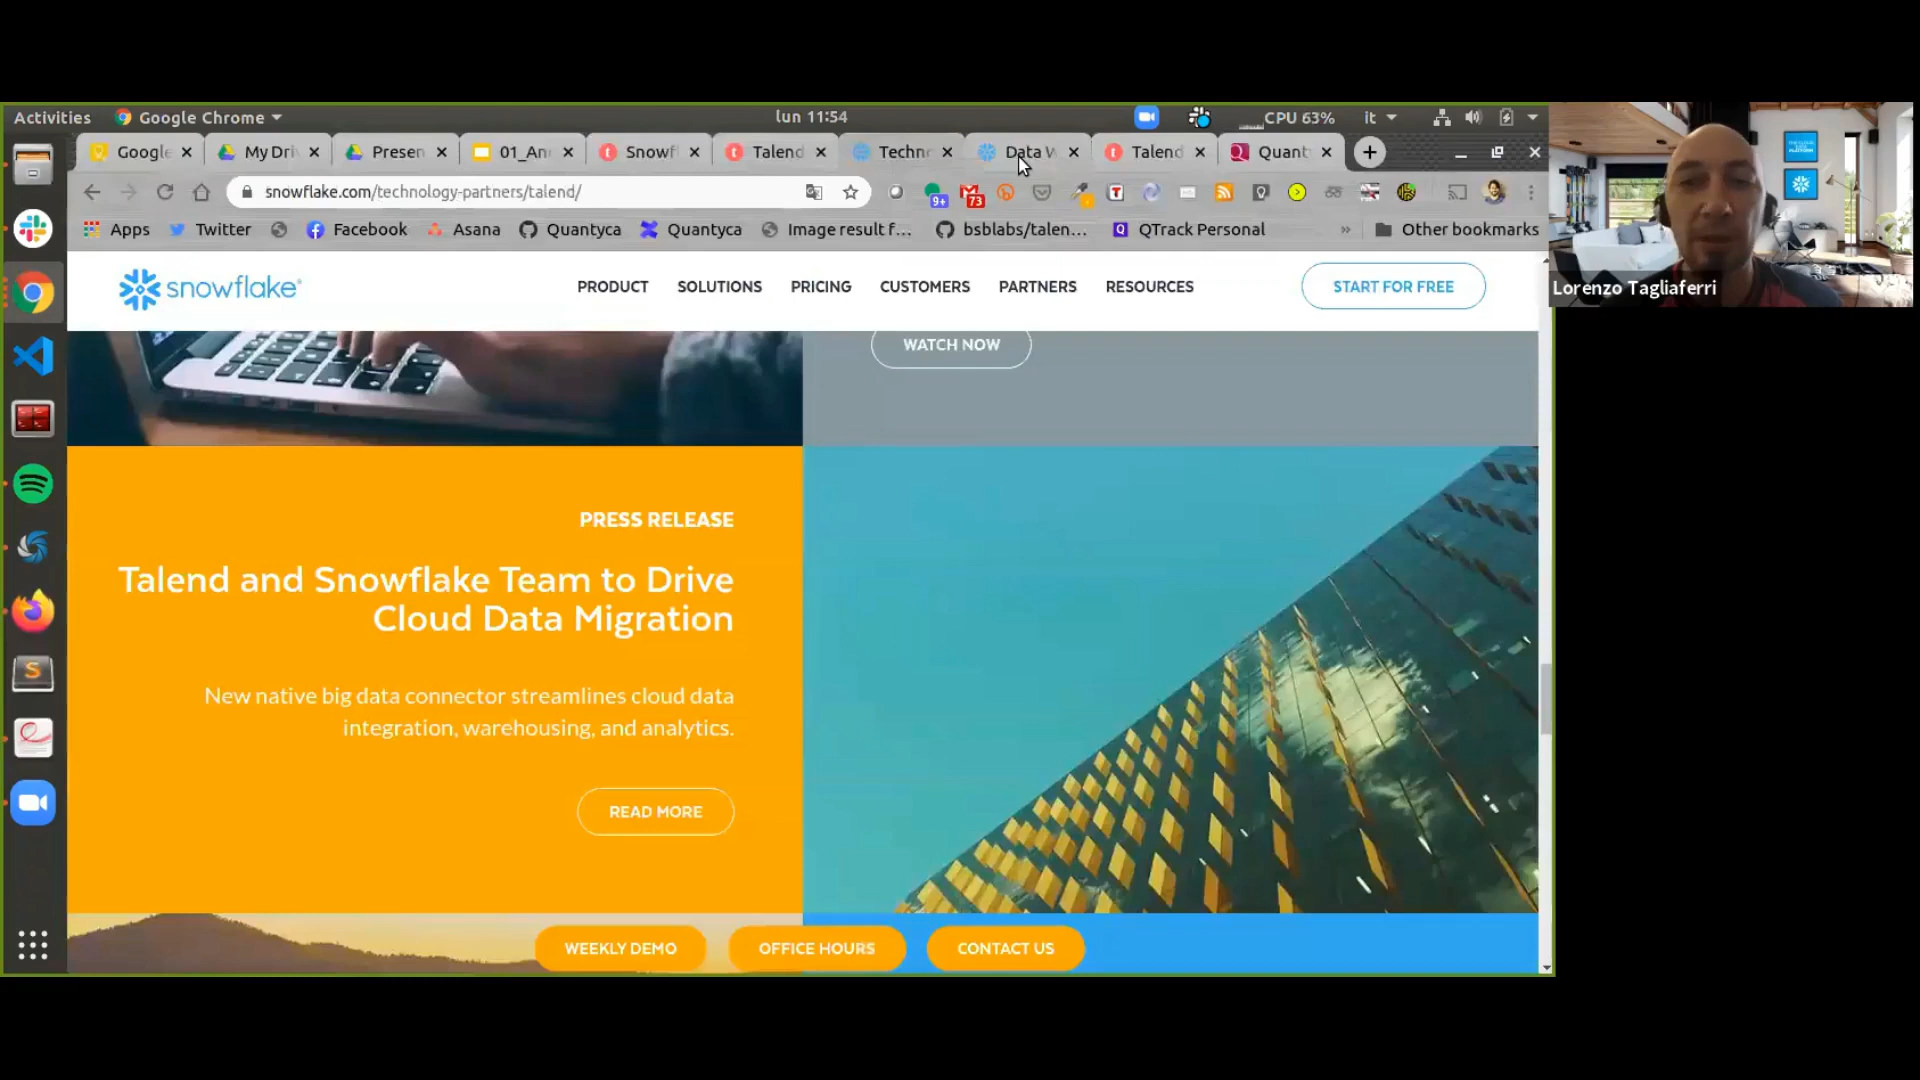 Activities
Google Chrome
lun 11:54
CPU 63%
it
Google
My Dri
Presen
01_An
Snowf
Talend
Techn
Data W
Talend
Quant
snowflake.com/technology-partners/talend/
9+
73
T
Apps
Twitter
Facebook
Asana
Quantyca
Quantyca
Image result f...
bsblabs/talen...
QTrack Personal
»
Other bookmarks
snowflake
PRODUCT
SOLUTIONS
PRICING
CUSTOMERS
PARTNERS
RESOURCES
START FOR FREE
Lorenzo Tagliaferri
WATCH NOW
PRESS RELEASE
Talend and Snowflake Team to Drive
Cloud Data Migration
New native big data connector streamlines cloud data
integration, warehousing, and analytics.
READ MORE
WEEKLY DEMO
OFFICE HOURS
CONTACT US